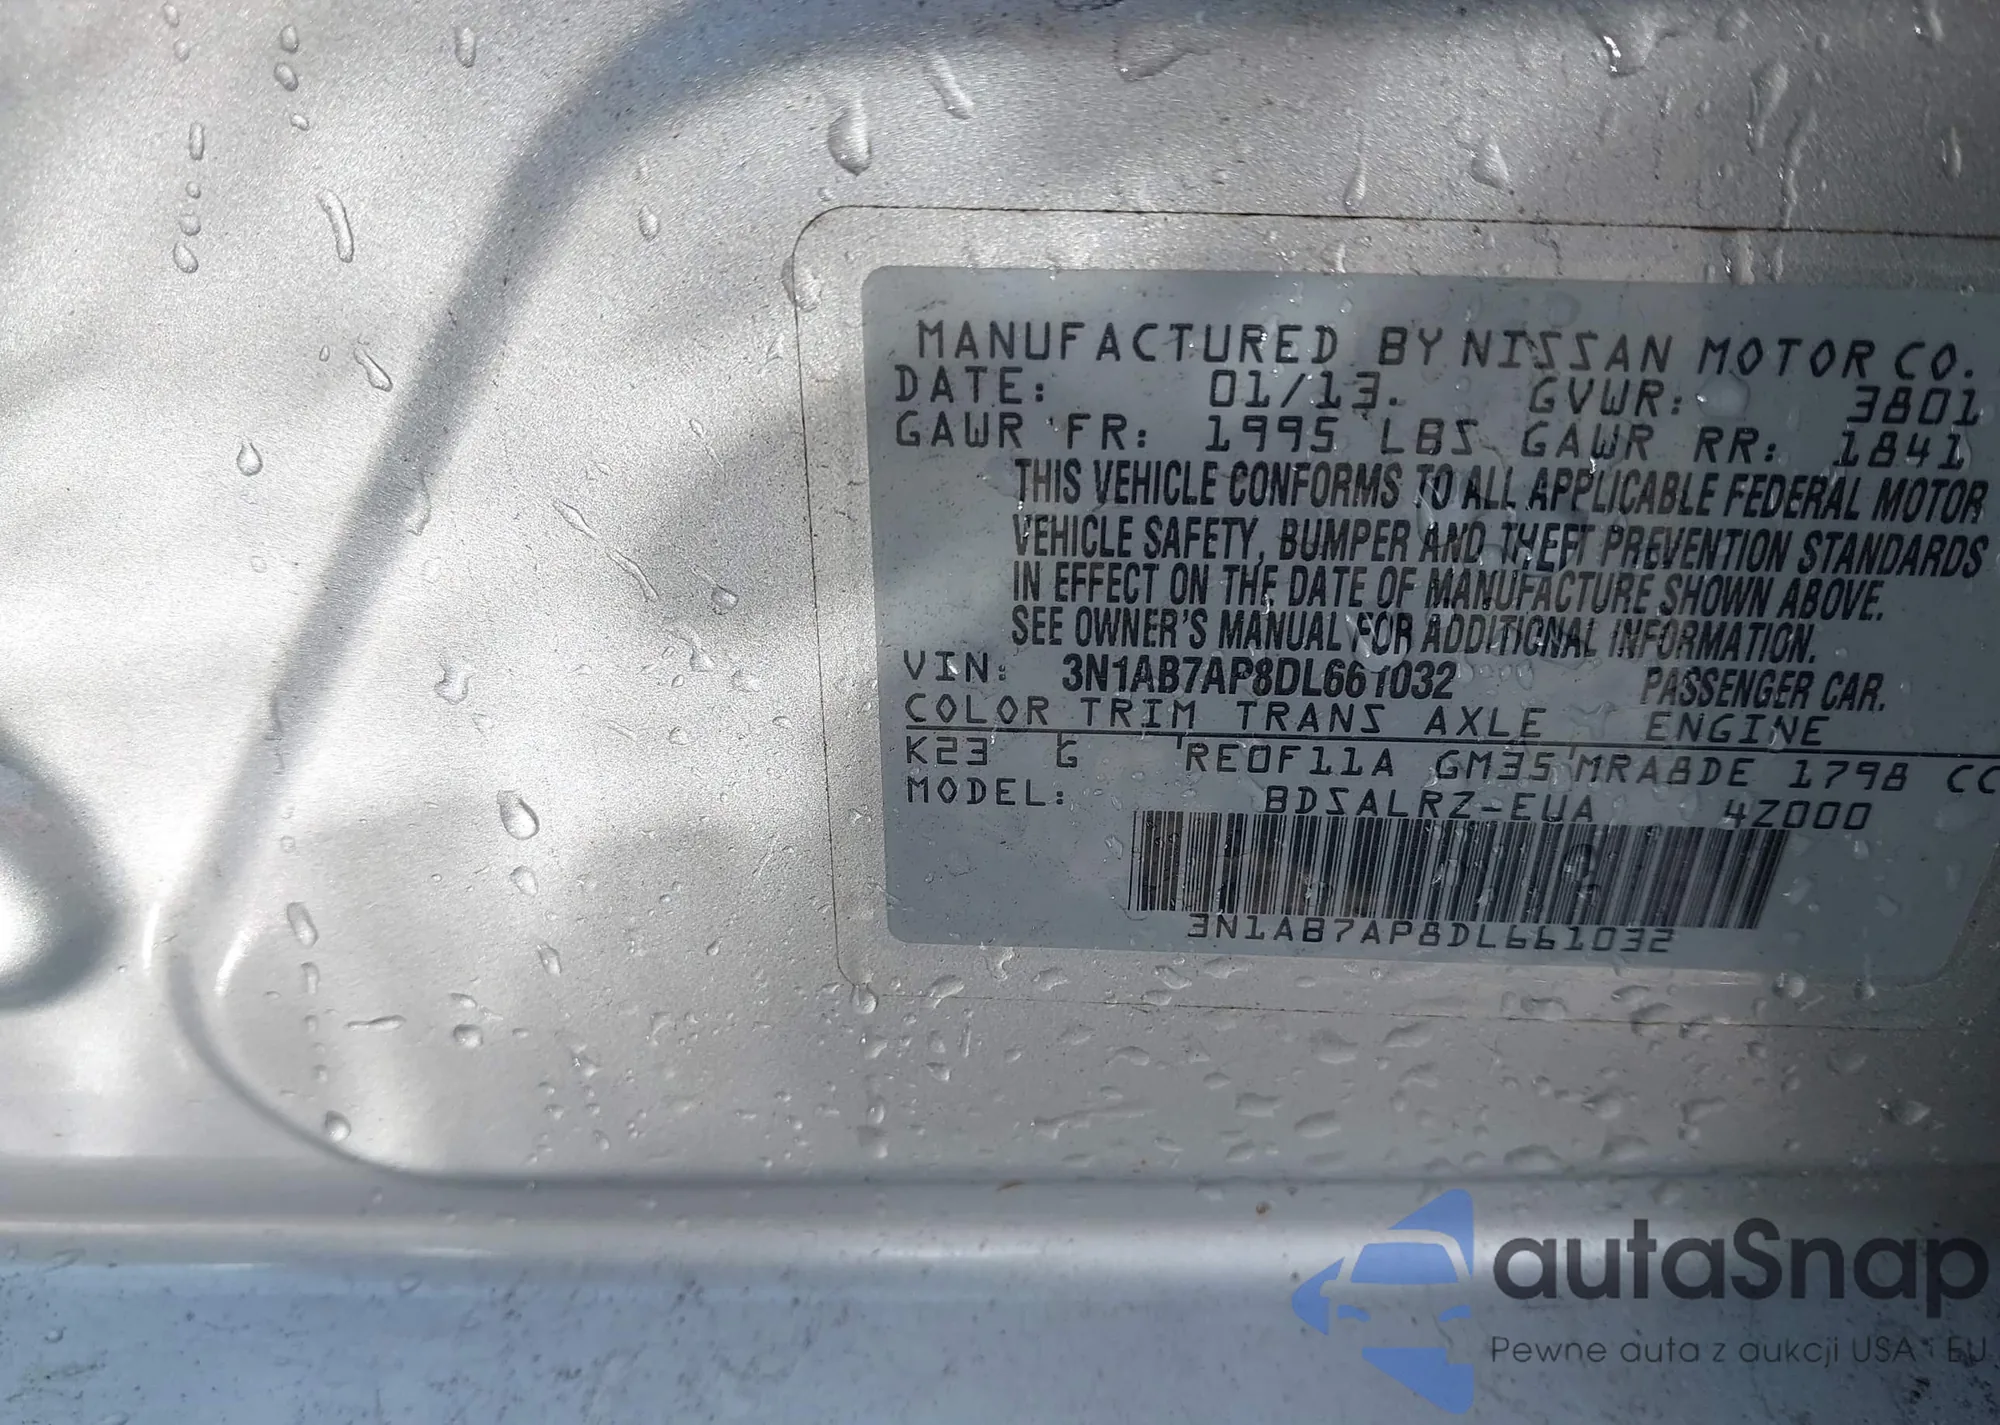 MANUFACTURED BY NISSAN MOTOR CO.
DATE: 01/13. GVWR: 3801
GAWR FR: 1995 LBS GAWR RR: 1841
THIS VEHICLE CONFORMS TO ALL APPLICABLE FEDERAL MOTOR
VEHICLE SAFETY, BUMPER AND THEFT PREVENTION STANDARDS
IN EFFECT ON THE DATE OF MANUFACTURE SHOWN ABOVE.
SEE OWNER'S MANUAL FOR ADDITIONAL INFORMATION.
VIN: 3N1AB7AP8DL661032 PASSENGER CAR.
COLOR TRIM TRANS AXLE ENGINE
K23 G RE0F11A GM35 MRA8DE 1798 CC
MODEL: BDSALRZ-EUA 4Z000
3N1AB7AP8DL661032
autaSnap
Pewne auta z aukcji USA i EU